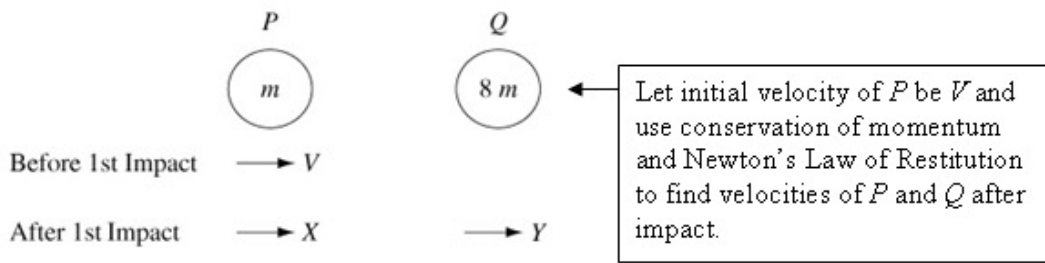 P Q
m 8 m
Let initial velocity of P be V and
use conservation of momentum
and Newton's Law of Restitution
to find velocities of P and Q after
impact.
Before 1st Impact V
After 1st Impact X Y